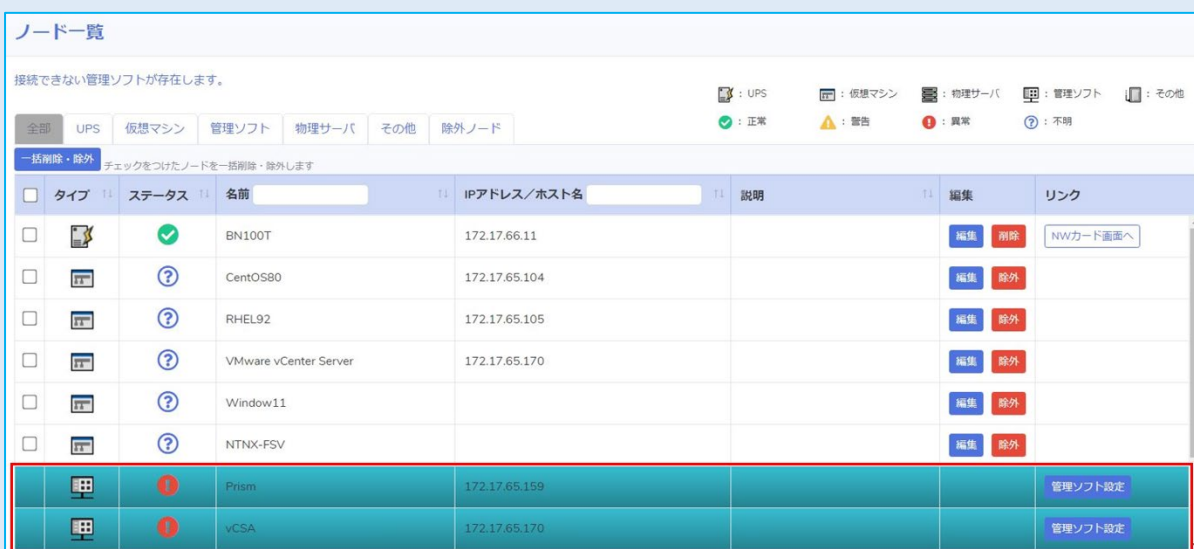 ノード一覧
接続できない管理ソフトが存在します。
: UPS : 仮想マシン : 物理サーバ : 管理ソフト : その他
: 正常 : 警告 : 異常 : 不明
全部 UPS 仮想マシン 管理ソフト 物理サーバ その他 除外ノード
一括削除・除外 チェックをつけたノードを一括削除・除外します
タイプ ステータス 名前 IPアドレス／ホスト名 説明 編集 リンク
BN100T 172.17.66.11 編集 削除 NWカード画面へ
CentOS80 172.17.65.104 編集 除外
RHEL92 172.17.65.105 編集 除外
VMware vCenter Server 172.17.65.170 編集 除外
Window11 編集 除外
NTNX-FSV 編集 除外
Prism 172.17.65.159 管理ソフト設定
vCSA 172.17.65.170 管理ソフト設定